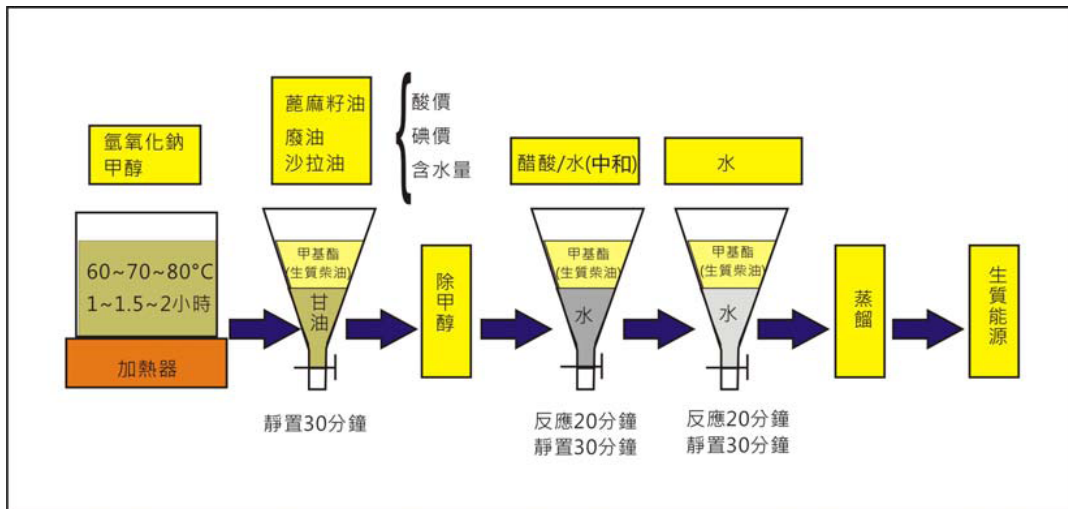 氫氧化鈉
甲醇
60~70~80°C
1~1.5~2小時
加熱器
蓖麻籽油
廢油
沙拉油
酸價
碘價
含水量
甲基酯
(生質柴油)
甘油
靜置30分鐘
除甲醇
醋酸/水(中和)
甲基酯
(生質柴油)
水
反應20分鐘
靜置30分鐘
水
甲基酯
(生質柴油)
水
反應20分鐘
靜置30分鐘
蒸餾
生質能源